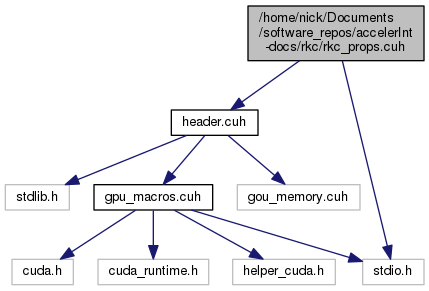 /home/nick/Documents
/software_repos/accelerInt
-docs/rkc/rkc_props.cuh
header.cuh
stdlib.h
gpu_macros.cuh
gou_memory.cuh
cuda.h
cuda_runtime.h
helper_cuda.h
stdio.h